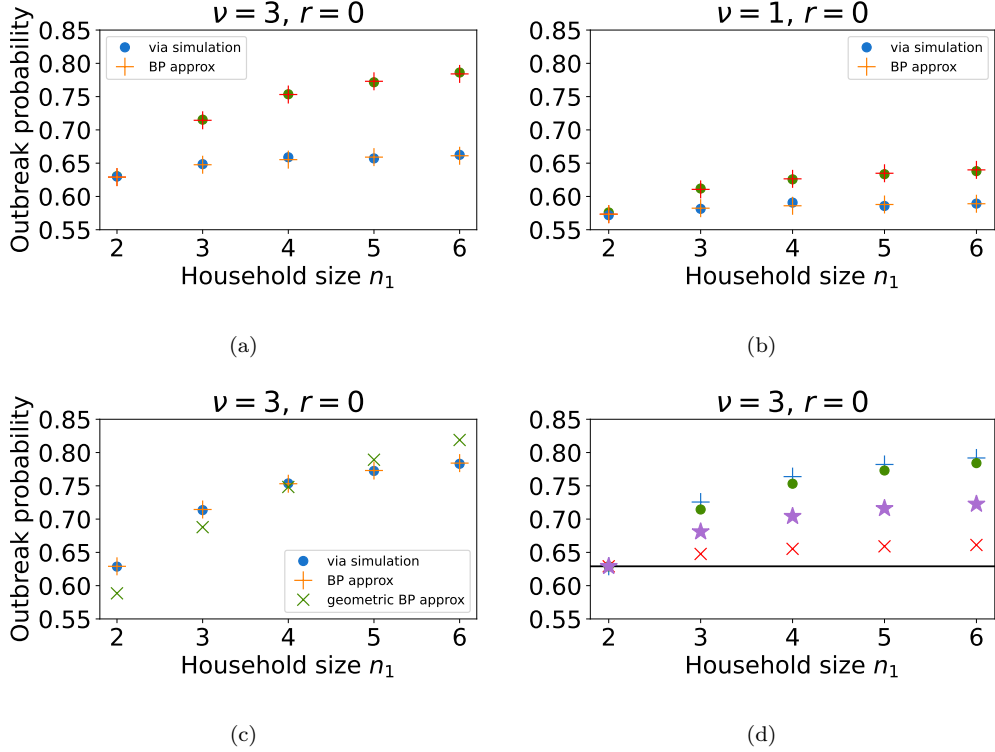 ν = 3, r = 0
Outbreak probability
0.85
0.80
0.75
0.70
0.65
0.60
0.55
via simulation
BP approx
2 3 4 5 6
Household size n₁
(a)
ν = 1, r = 0
0.85
0.80
0.75
0.70
0.65
0.60
0.55
via simulation
BP approx
2 3 4 5 6
Household size n₁
(b)
ν = 3, r = 0
Outbreak probability
0.85
0.80
0.75
0.70
0.65
0.60
0.55
via simulation
BP approx
geometric BP approx
2 3 4 5 6
Household size n₁
(c)
ν = 3, r = 0
0.85
0.80
0.75
0.70
0.65
0.60
0.55
2 3 4 5 6
Household size n₁
(d)